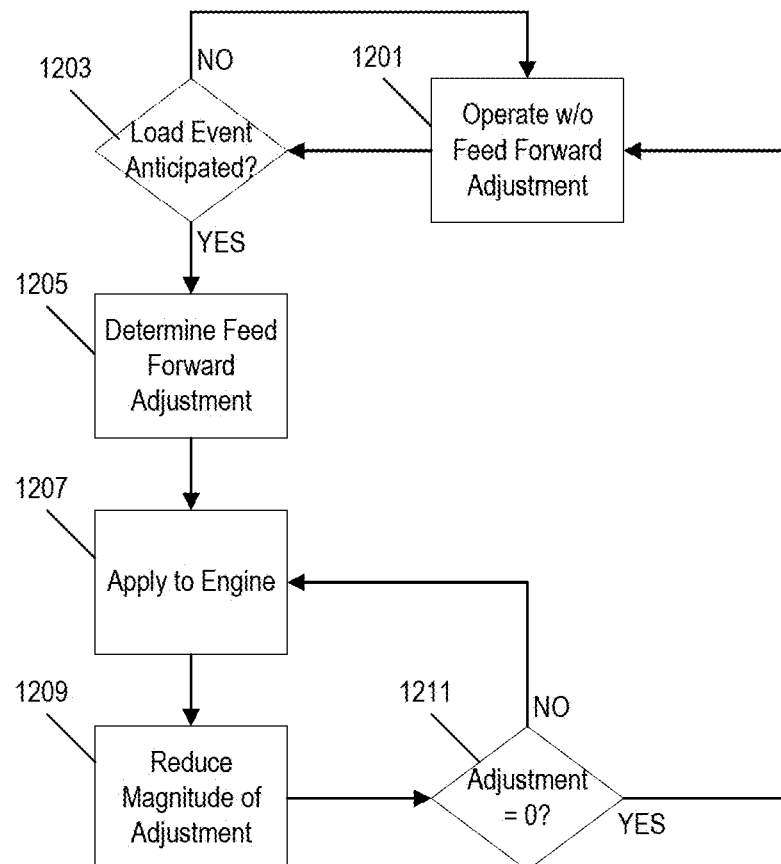 NO
1203
1201
Load Event
Anticipated?
Operate w/o
Feed Forward
Adjustment
YES
1205
Determine Feed
Forward
Adjustment
1207
Apply to Engine
1209
1211
NO
Reduce
Magnitude of
Adjustment
Adjustment
= 0?
YES